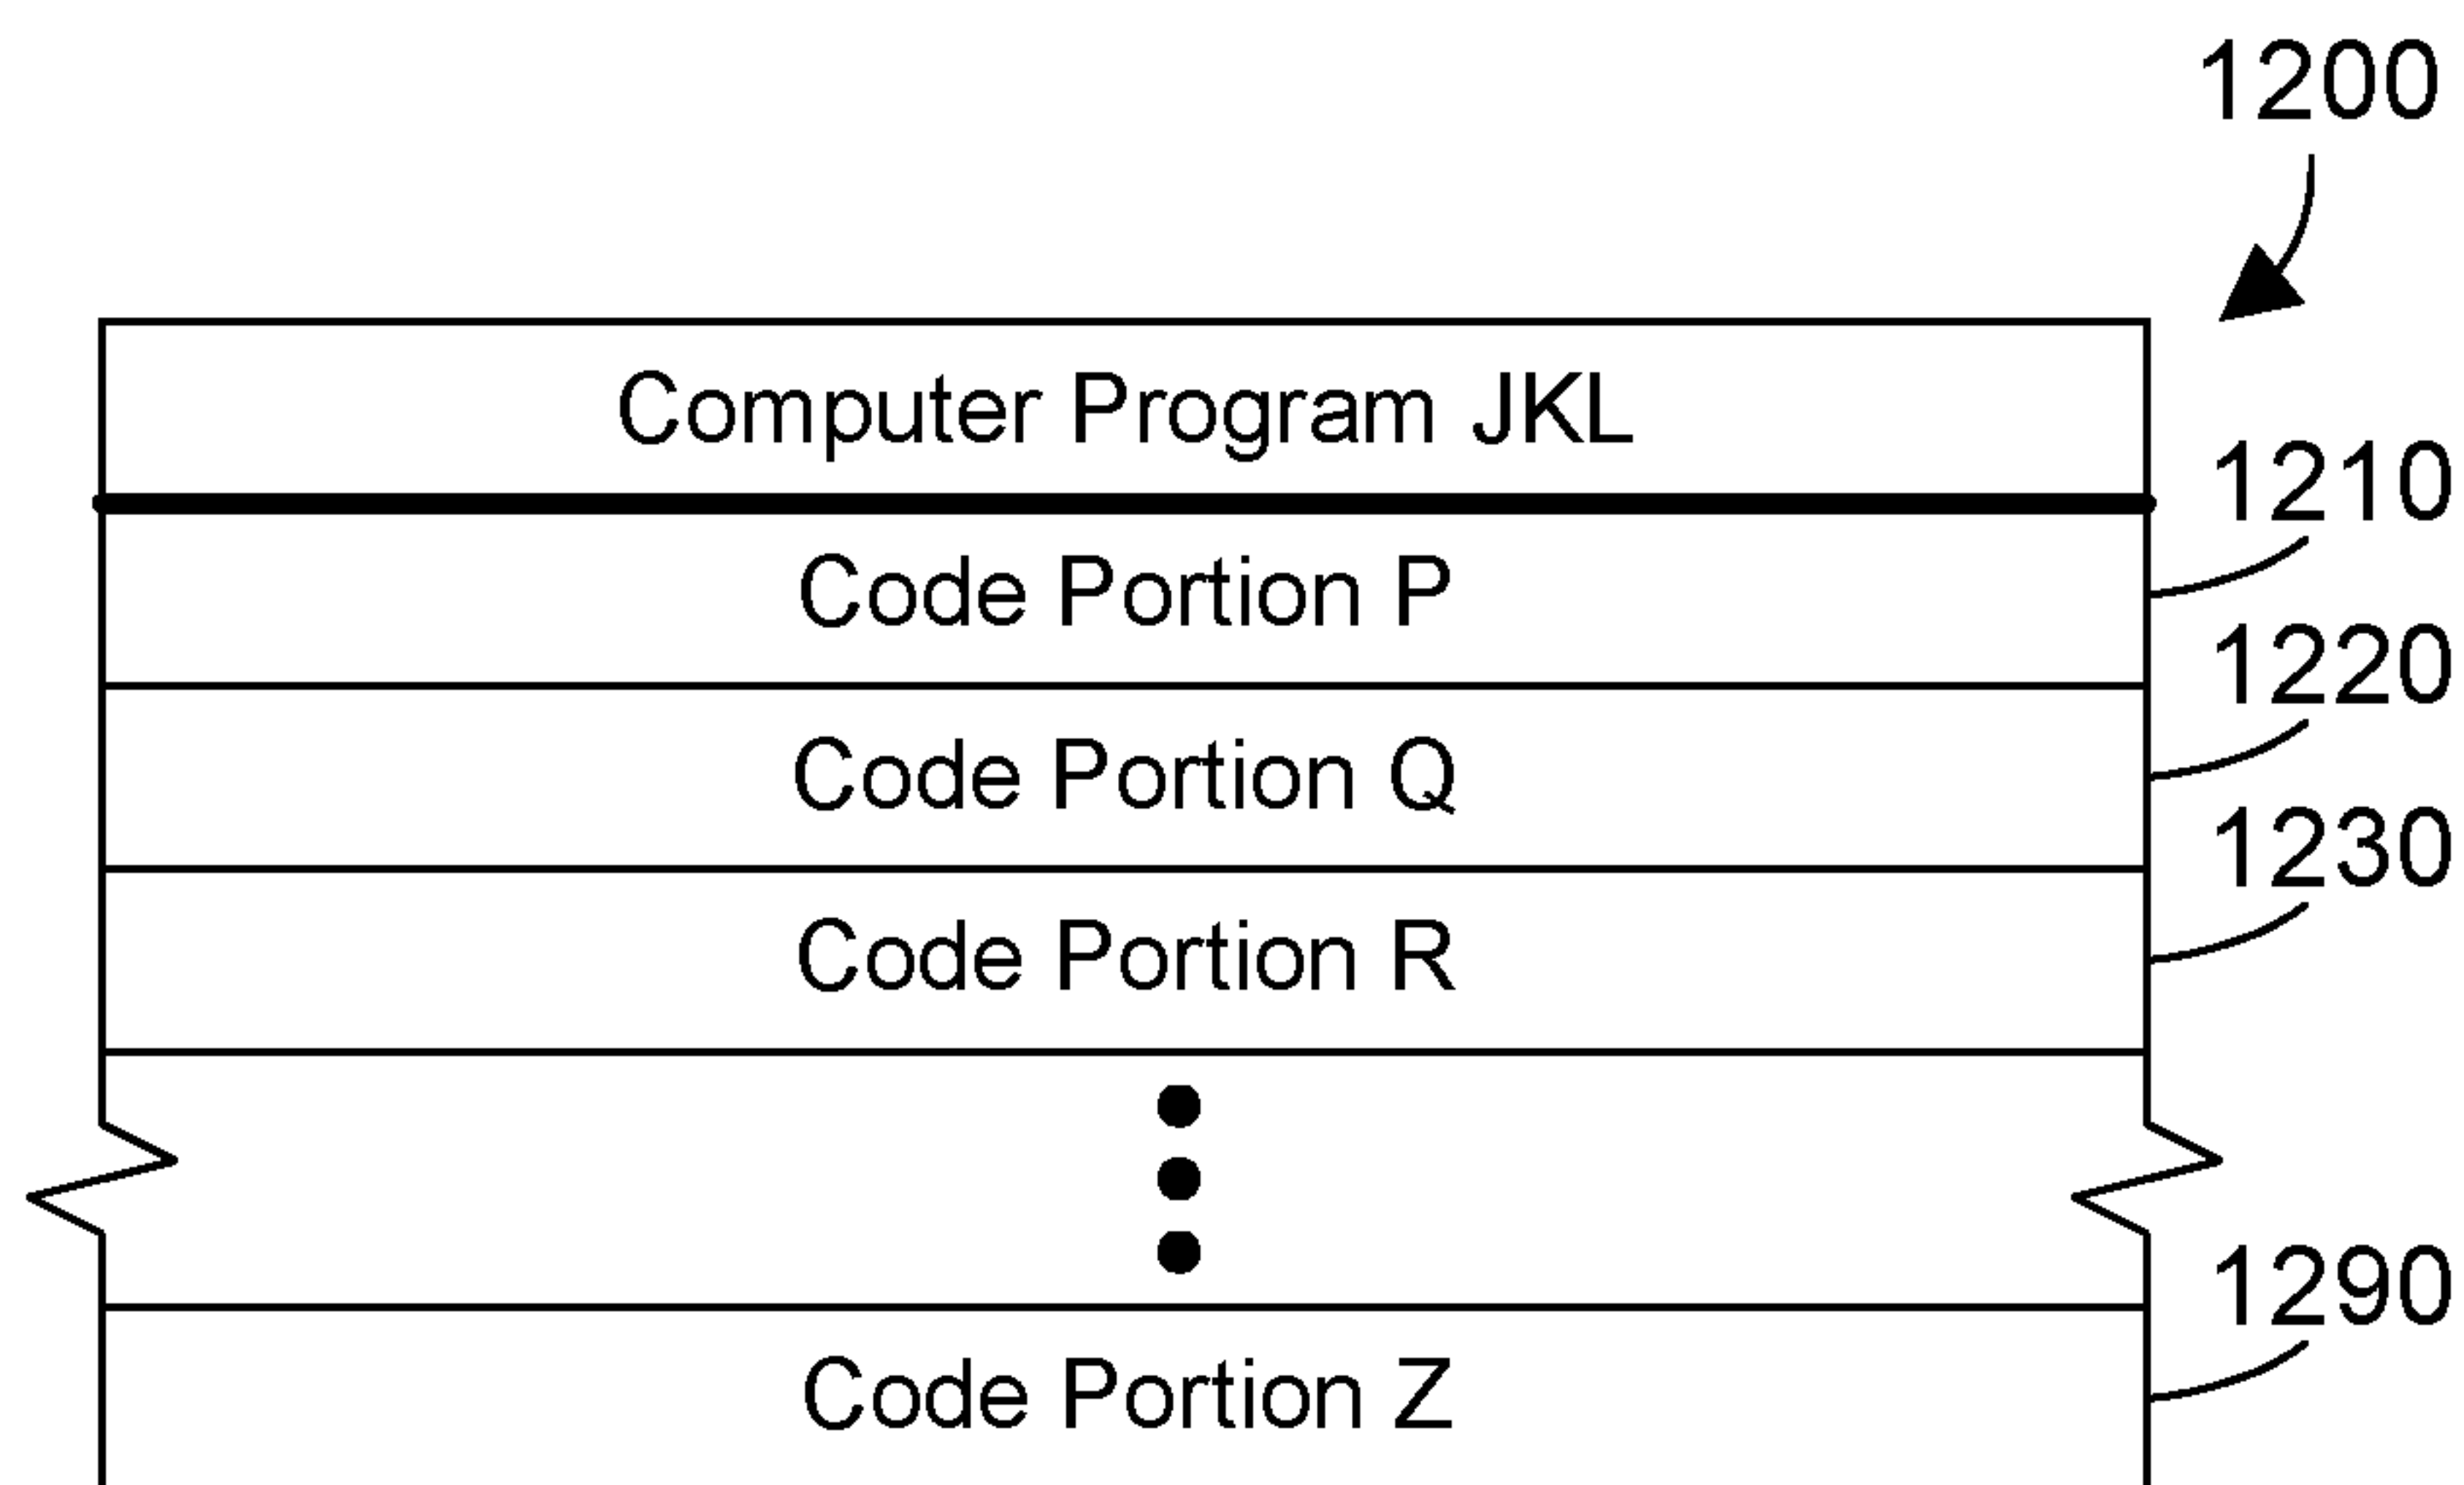 1200
Computer Program JKL
1210
Code Portion P
1220
Code Portion Q
1230
Code Portion R
1290
Code Portion Z